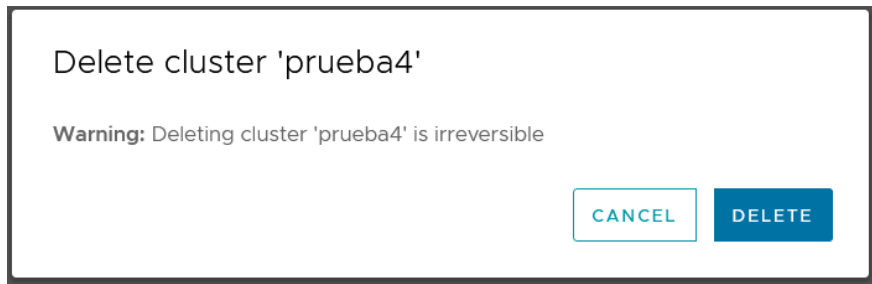 Delete cluster 'prueba4'
Warning: Deleting cluster 'prueba4' is irreversible
CANCEL DELETE